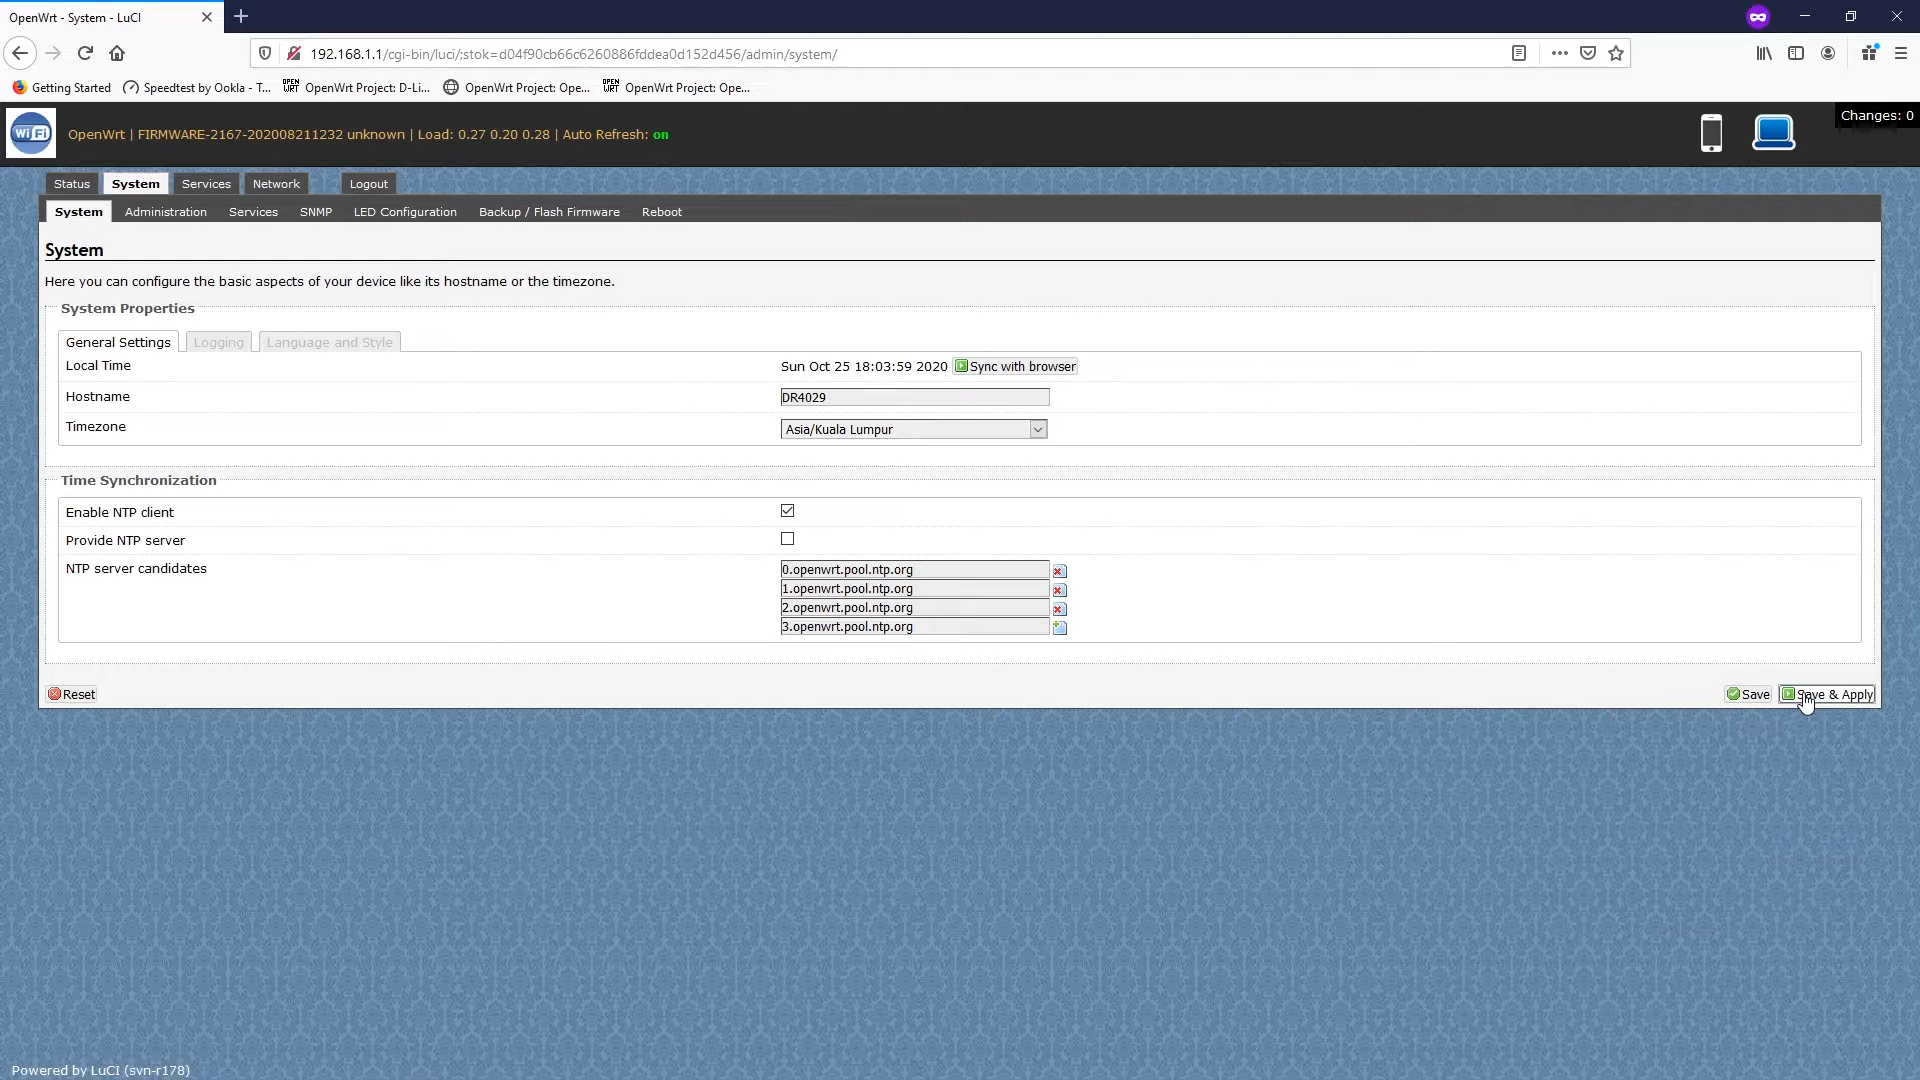 OpenWrt - System - LuCI
192.168.1.1/cgi-bin/luci/;stok=d04f90cb66c6260886fddea0d152d456/admin/system/
Getting Started Speedtest by Ookla - T... OPEN WRT OpenWrt Project: D-Li... OpenWrt Project: Ope... OPEN WRT OpenWrt Project: Ope...
WiFi OpenWrt | FIRMWARE-2167-202008211232 unknown | Load: 0.27 0.20 0.28 | Auto Refresh: on Changes: 0
Status System Services Network Logout
System Administration Services SNMP LED Configuration Backup / Flash Firmware Reboot
System
Here you can configure the basic aspects of your device like its hostname or the timezone.
System Properties
General Settings Logging Language and Style
Local Time Sun Oct 25 18:03:59 2020 Sync with browser
Hostname DR4029
Timezone Asia/Kuala Lumpur
Time Synchronization
Enable NTP client
Provide NTP server
NTP server candidates 0.openwrt.pool.ntp.org
1.openwrt.pool.ntp.org
2.openwrt.pool.ntp.org
3.openwrt.pool.ntp.org
Reset Save Save & Apply
Powered by LuCI (svn-r178)